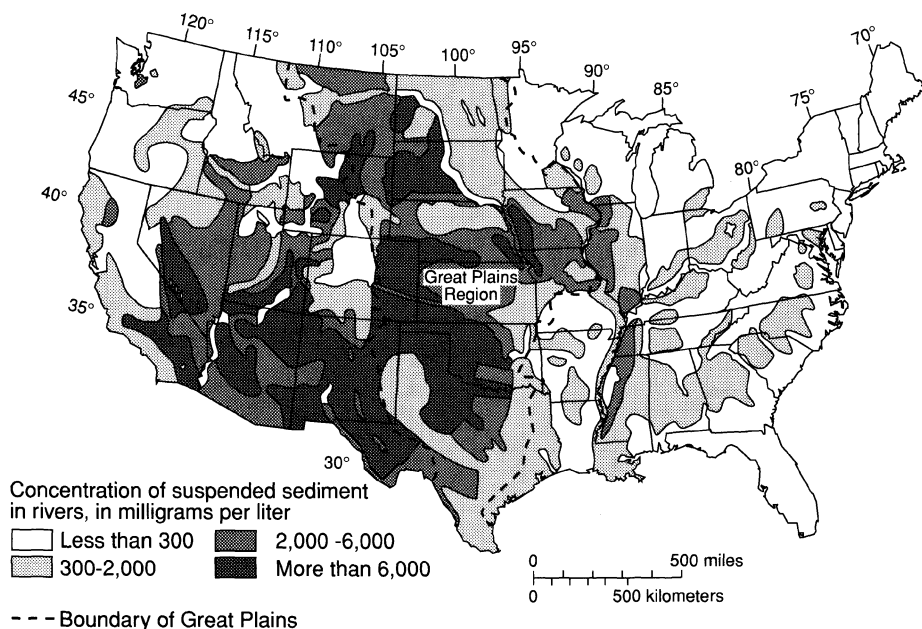 120°
115°
110°
105°
100°
95°
90°
85°
75°
70°
45°
80°
40°
35°
30°
Great Plains
Region
Concentration of suspended sediment
in rivers, in milligrams per liter
Less than 300
2,000 -6,000
300-2,000
More than 6,000
Boundary of Great Plains
0 500 miles
0 500 kilometers